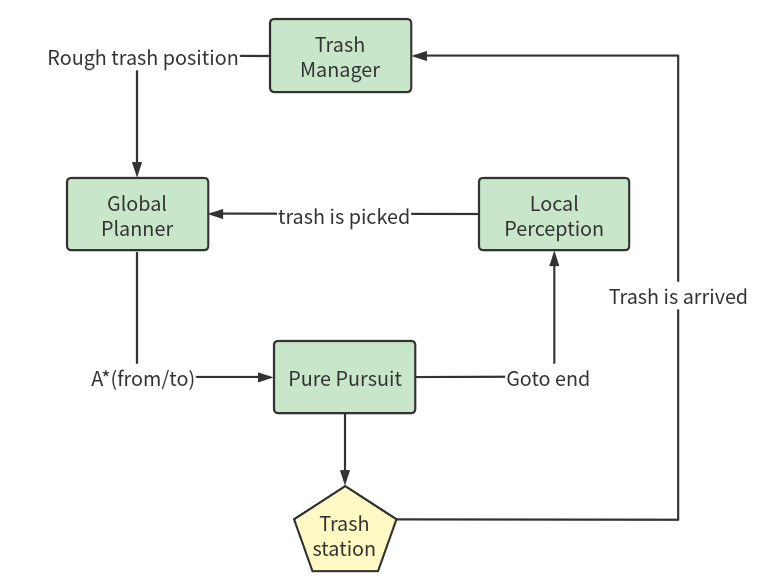 Trash
Manager
Rough trash position
Global
Planner
trash is picked
Local
Perception
Trash is arrived
A*(from/to)
Pure Pursuit
Goto end
Trash
station